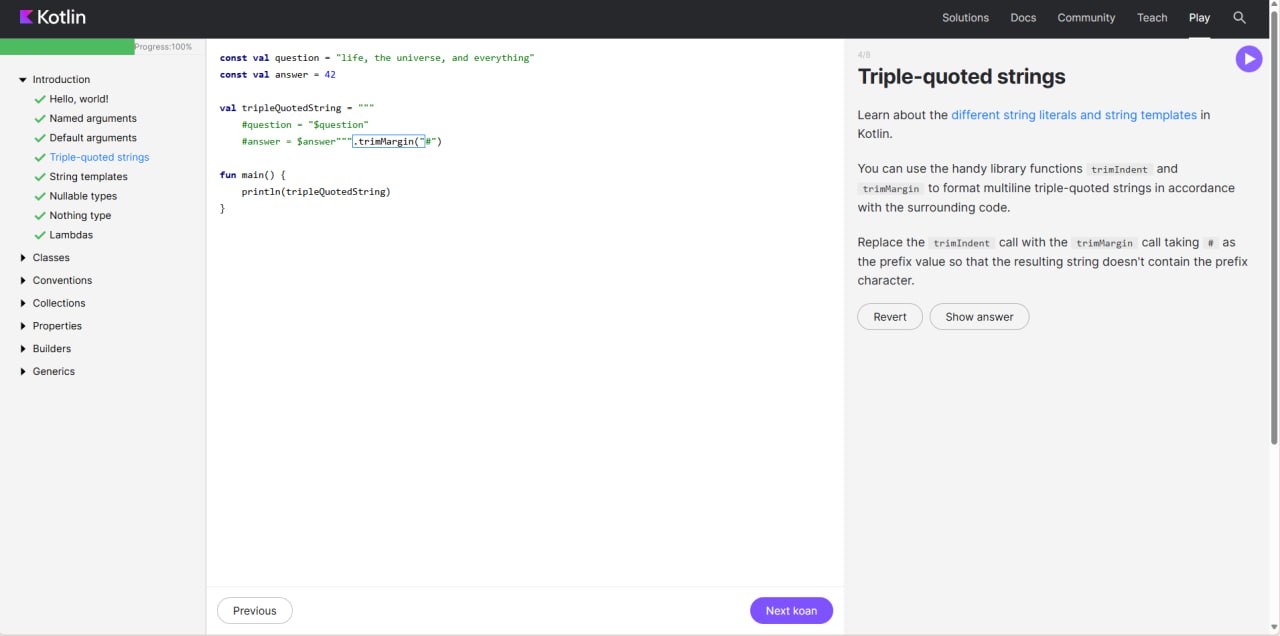 Kotlin
Solutions
Docs
Community
Teach
Play
Progress:100%
Introduction
Hello, world!
Named arguments
Default arguments
Triple-quoted strings
String templates
Nullable types
Nothing type
Lambdas
Classes
Conventions
Collections
Properties
Builders
Generics
const val question = "life, the universe, and everything"
const val answer = 42
val tripleQuotedString = """
#question = "$question"
#answer = $answer""".trimMargin("#")
fun main() {
println(tripleQuotedString)
}
Previous
Next koan
4/8
Triple-quoted strings
Learn about the different string literals and string templates in
Kotlin.
You can use the handy library functions trimIndent and
trimMargin to format multiline triple-quoted strings in accordance
with the surrounding code.
Replace the trimIndent call with the trimMargin call taking # as
the prefix value so that the resulting string doesn't contain the prefix
character.
Revert
Show answer